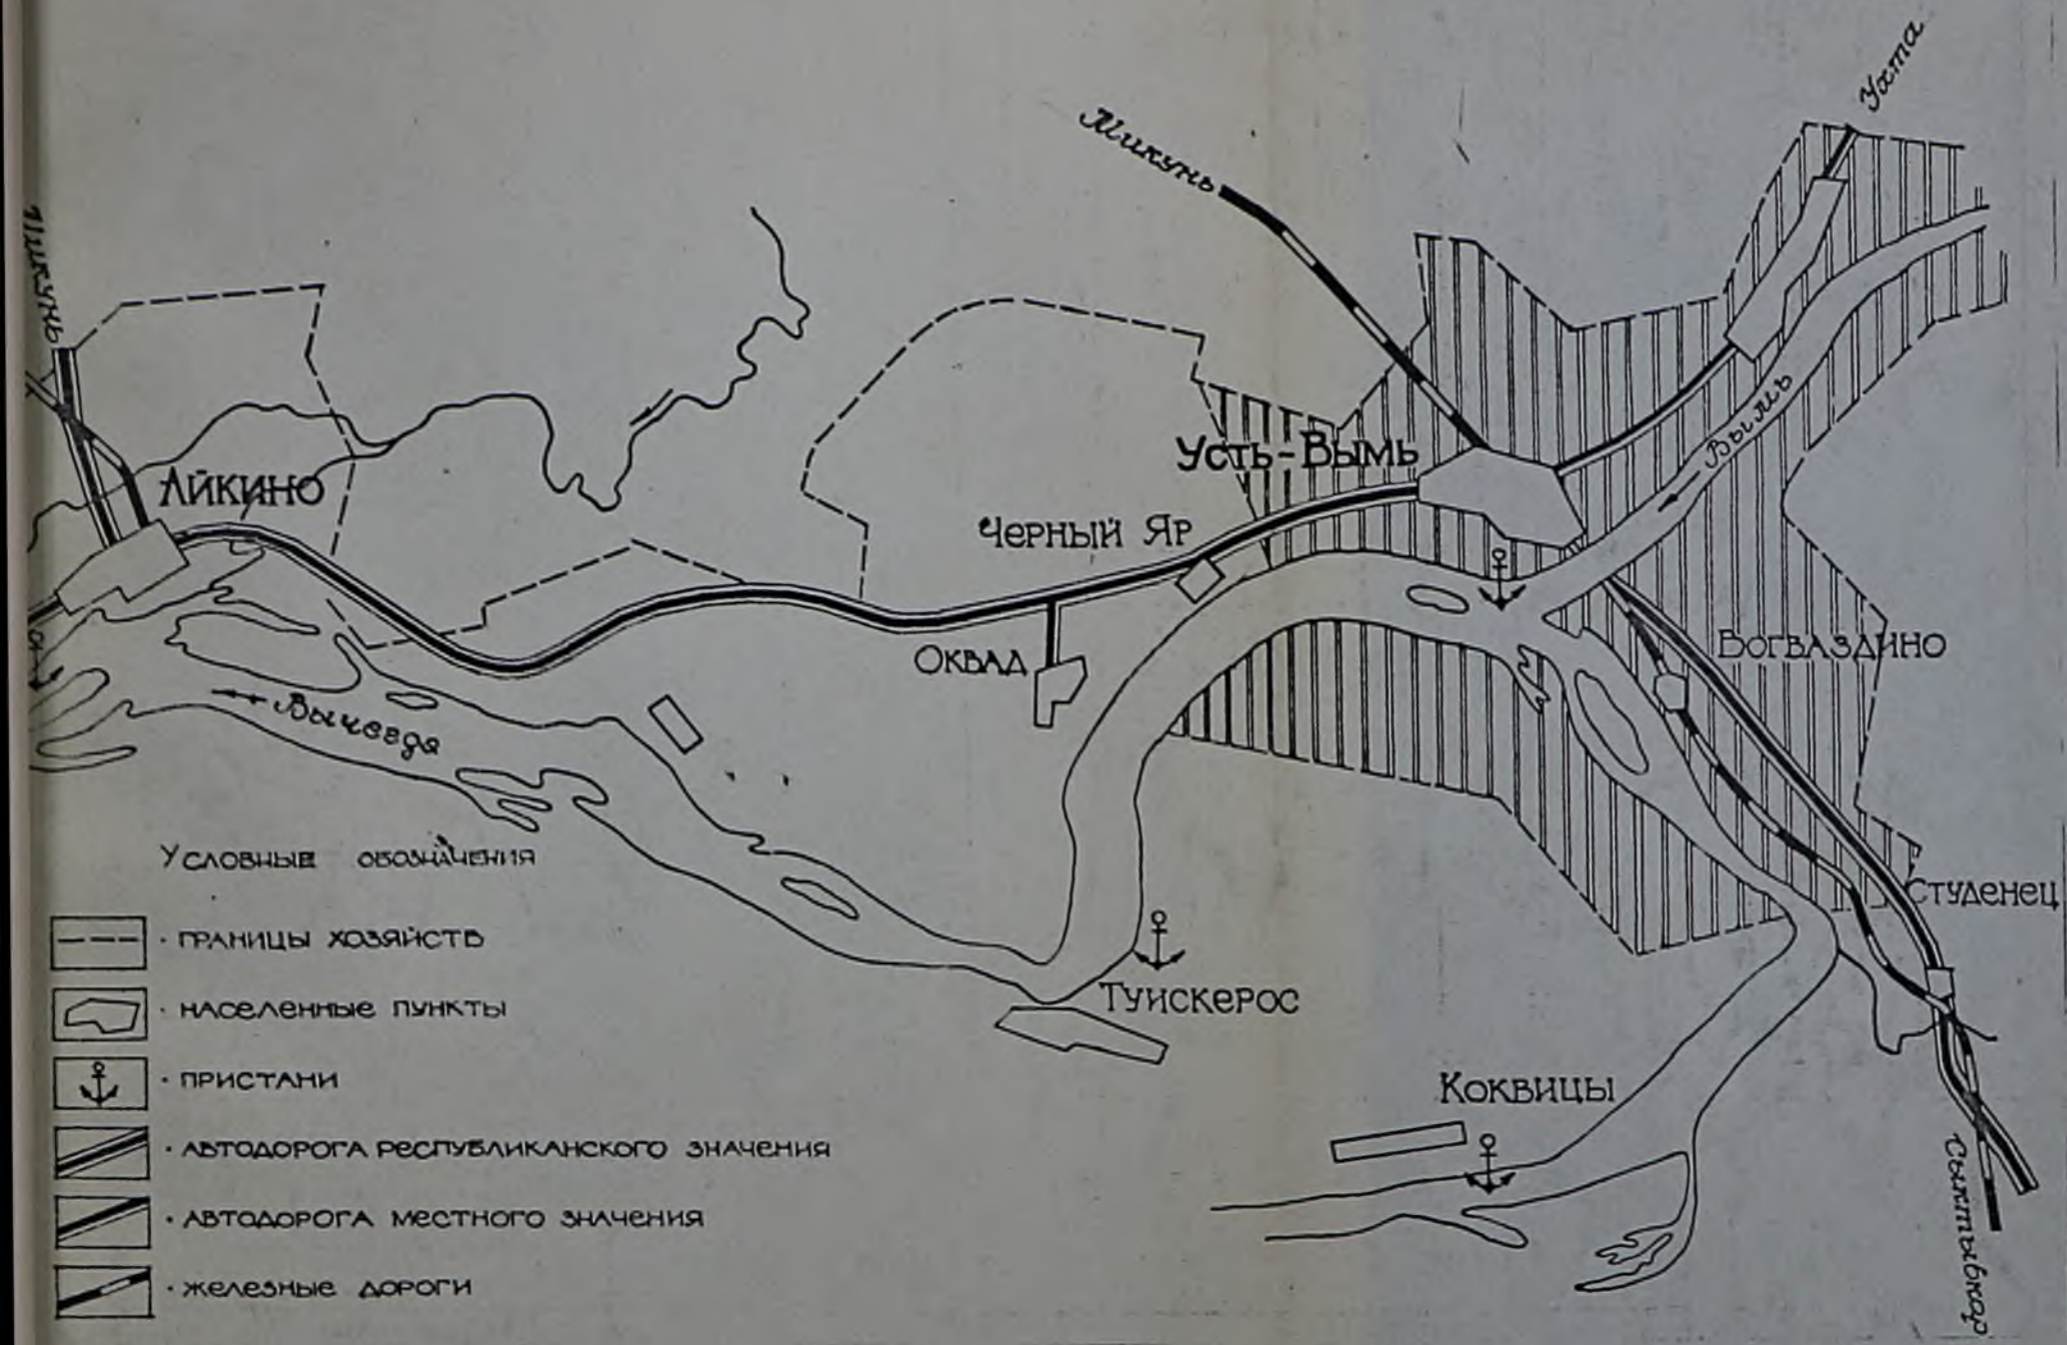 Ухта
Микунь
Микунь
Усть-Вымь
Вымь
Айкино
Черный Яр
Оквад
Вогваздино
Вычегда
Условные обозначения
Студенец
- границы хозяйств
Туискерос
- населенные пункты
- пристани
Коквицы
- автодорога республиканского значения
- автодорога местного значения
- железные дороги
Сыктывкар